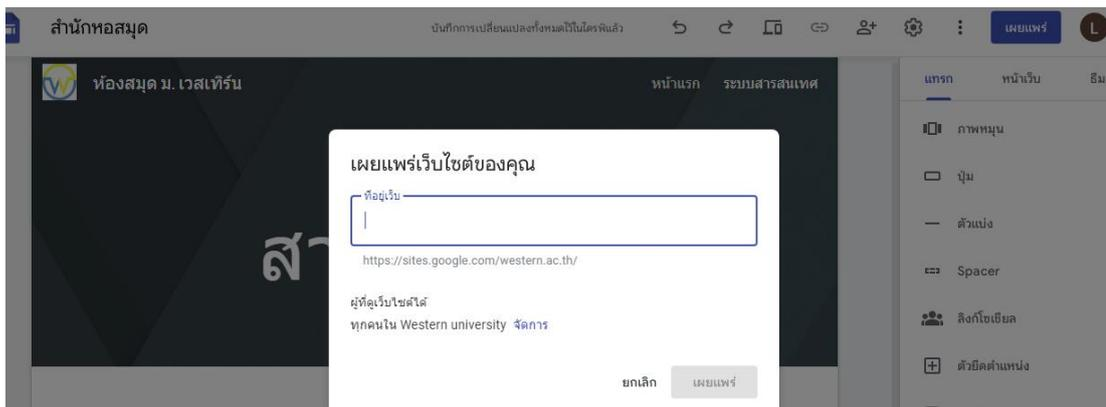 สำนักหอสมุด
บันทึกการเปลี่ยนแปลงทั้งหมดไว้ในไดรฟ์แล้ว
เผยแพร่
L
ห้องสมุด ม. เวสเทิร์น
หน้าแรก ระบบสารสนเทศ
แทรก หน้าเว็บ ธีม
ภาพหมุน
ปุ่ม
ตัวแบ่ง
Spacer
ลิงก์โซเชียล
ตัวยึดตำแหน่ง
เผยแพร่เว็บไซต์ของคุณ
ที่อยู่เว็บ
https://sites.google.com/western.ac.th/
ผู้ที่ดูเว็บไซต์ได้
ทุกคนใน Western university จัดการ
ยกเลิก เผยแพร่